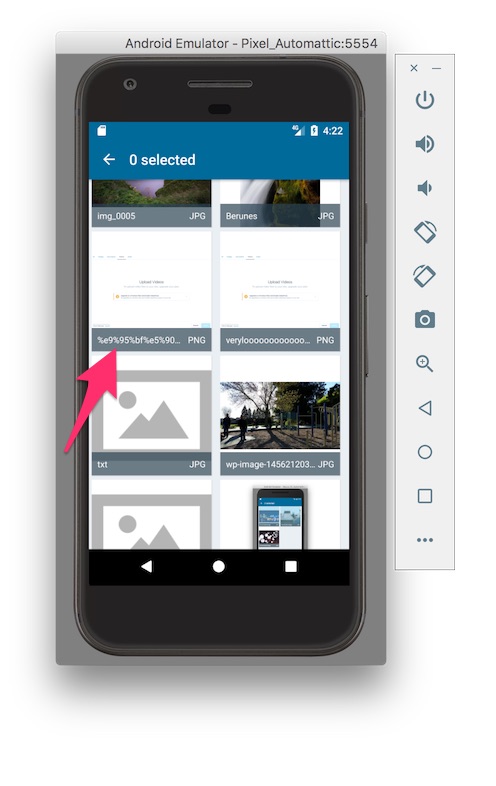 Android Emulator - Pixel_Automattic:5554
4G 4:22
0 selected
img_0005 JPG
Berunes JPG
Upload Videos
Upload Videos
%e9%95%bf%e5%90... PNG
verylooooooooooo... PNG
txt JPG
wp-image-145621203... JPG